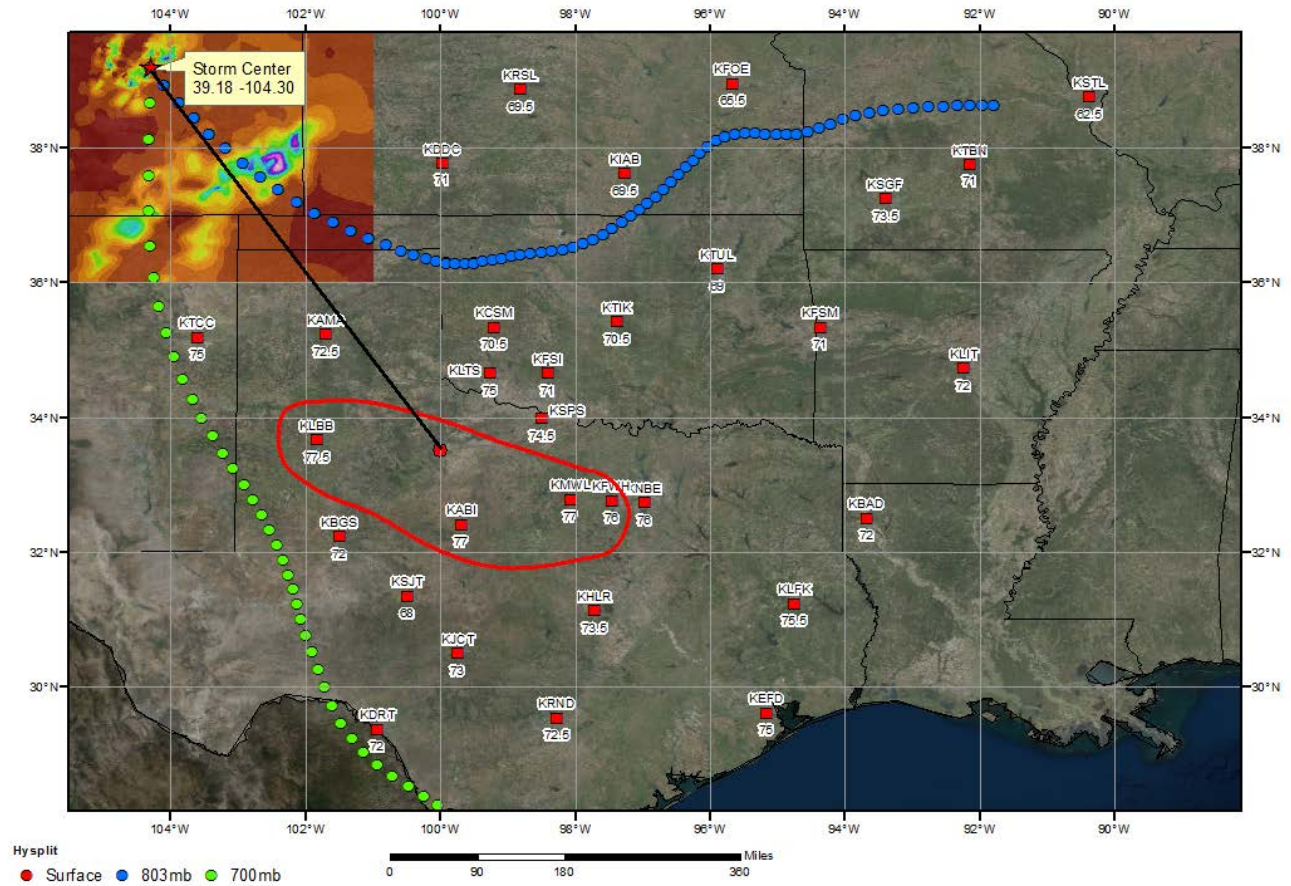 104°W 102°W 100°W 98°W 96°W 94°W 92°W 90°W
Storm Center
39.18 -104.30
KRSL
69.5
KFOE
65.5
KSTL
62.5
38°N 38°N
KDDC
71
KIAB
69.5
KTBN
71
KSGF
73.5
KTUL
69
36°N 36°N
KTCC
75
KAMA
72.5
KCSM
70.5
KTIK
70.5
KFSM
71
KLIT
72
KLTS
75
KFSI
71
34°N 34°N
KSPS
74.5
KLBB
77.5
KMWL
77
KFWH
76
KNBE
76
KABI
77
KBGS
72
KBAD
72
32°N 32°N
KSJT
68
KHLR
73.5
KLFK
75.5
KJCT
73
30°N 30°N
KDRT
72
KRND
72.5
KEFD
75
104°W 102°W 100°W 98°W 96°W 94°W 92°W 90°W
Hysplit
Surface 803mb 700mb
Miles
0 90 180 360